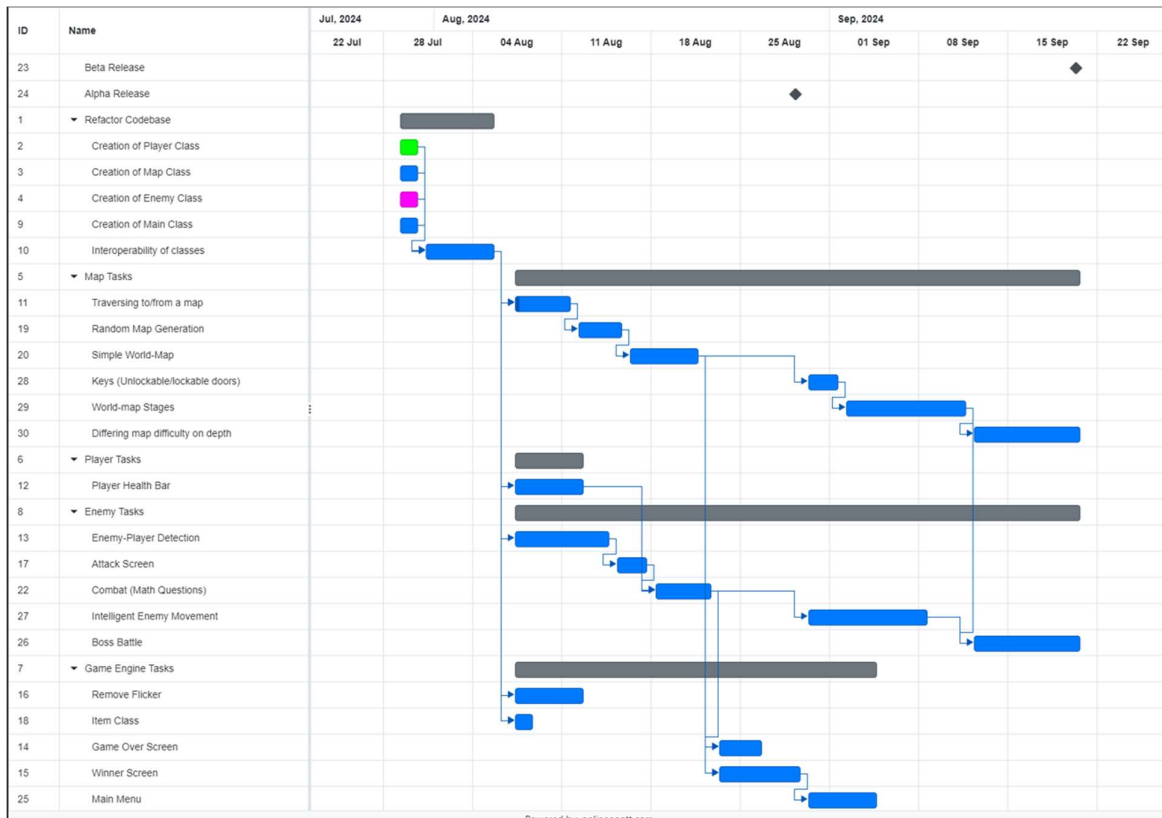 ID Name Jul, 2024 Aug, 2024 Sep, 2024
22 Jul 28 Jul 04 Aug 11 Aug 18 Aug 25 Aug 01 Sep 08 Sep 15 Sep 22 Sep
23 Beta Release
24 Alpha Release
1 Refactor Codebase
2 Creation of Player Class
3 Creation of Map Class
4 Creation of Enemy Class
9 Creation of Main Class
10 Interoperability of classes
5 Map Tasks
11 Traversing to/from a map
19 Random Map Generation
20 Simple World-Map
28 Keys (Unlockable/lockable doors)
29 World-map Stages
30 Differing map difficulty on depth
6 Player Tasks
12 Player Health Bar
8 Enemy Tasks
13 Enemy-Player Detection
17 Attack Screen
22 Combat (Math Questions)
27 Intelligent Enemy Movement
26 Boss Battle
7 Game Engine Tasks
16 Remove Flicker
18 Item Class
14 Game Over Screen
15 Winner Screen
25 Main Menu